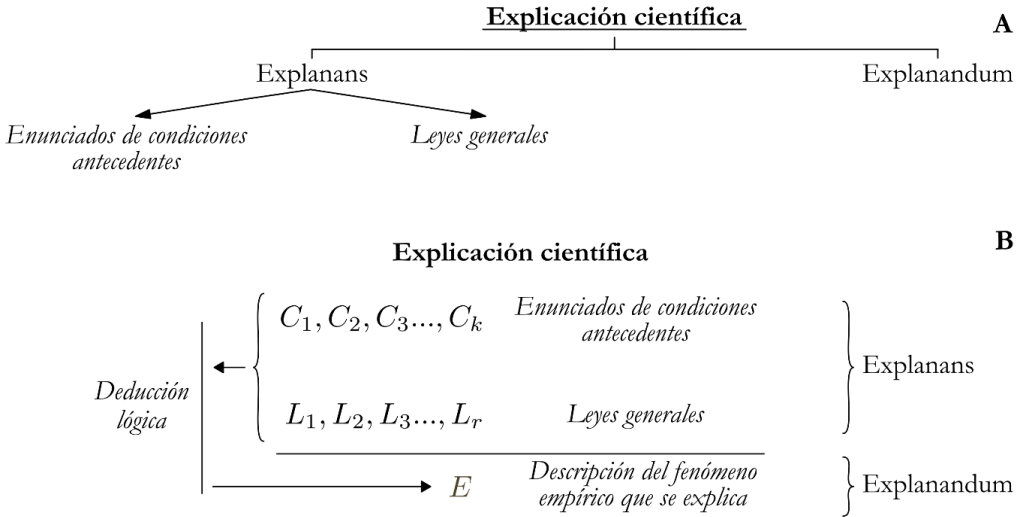 Explicación científica
A
Explanans
Explanandum
Enunciados de condiciones
antecedentes
Leyes generales
B
Explicación científica
C1, C2, C3..., Ck
Enunciados de condiciones
antecedentes
Explanans
Deducción
lógica
L1, L2, L3..., Lr
Leyes generales
E
Descripción del fenómeno
empírico que se explica
Explanandum